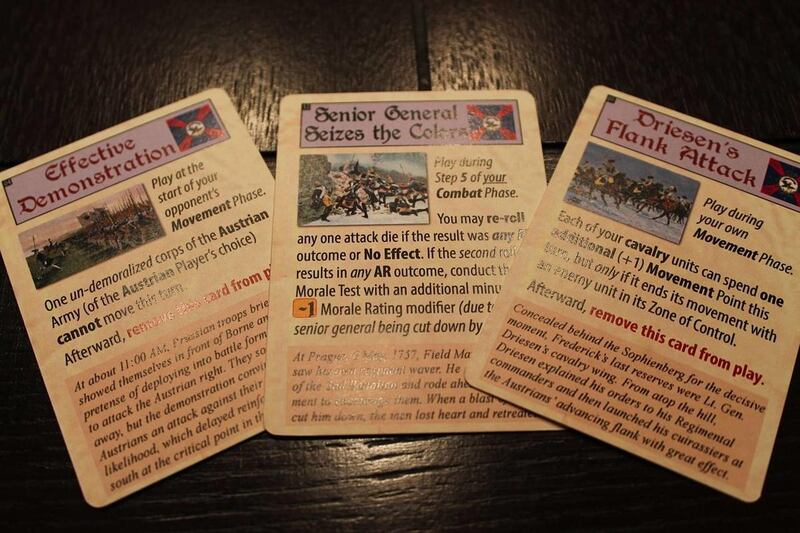 Effective
Demonstration
Play at the
start of your
opponent's
Movement Phase.
One un-demoralized corps of the Austrian
Army (of the Austrian Player's choice)
cannot move this turn.
Afterward, remove this card from p
At about 11:00 AM, Prussian troops brie
showed themselves in front of Borne an
pretense of deploying into battle form
to attack the Austrian right. They so
away, but the demonstration convi
Austrians an attack against their
likelihood, which delayed reinf
south at the critical point in th
Senior General
Seizes the Colors
Play during
Step 5 of your
Combat Phase.
You may re-roll
any one attack die if the result was any
outcome or No Effect. If the second rol
results in any AR outcome, conduct th
Morale Test with an additional minu
-1 Morale Rating modifier (due to
senior general being cut down by
At Prague, 6 May, 1757, Field Ma
saw his own regiment waver. He
of the 2nd Battalion and rode ahe
ment to encourage them. When a blast
cut him down, the men lost heart and retreate
Driesen's
Flank Attack
Play during
your own
Movement Phase.
Each of your cavalry units can spend one
additional (+1) Movement Point this
turn, but only if it ends its movement with
an enemy unit in its Zone of Control.
Afterward, remove this card from play.
Concealed behind the Sophienberg for the decisive
moment, Frederick's last reserves were Lt. Gen.
Driesen's cavalry wing. From atop the hill,
Driesen explained his orders to his Regimental
commanders and then launched his cuirassiers at
the Austrians' advancing flank with great effect.